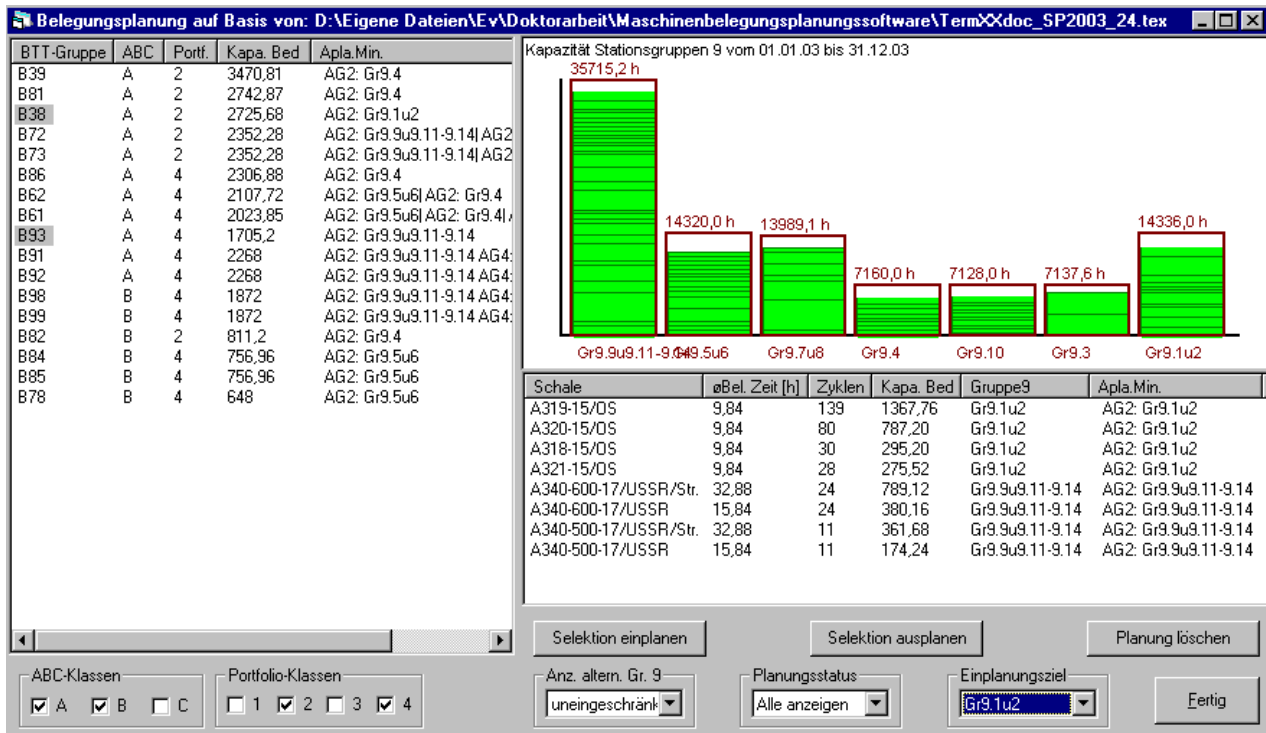 Belegungsplanung auf Basis von: D:\Eigene Dateien\Ev\Doktorarbeit\Maschinenbelegungsplanungssoftware\TermXXdoc_SP2003_24.tex
BTT-Gruppe ABC Portf. Kapa. Bed Apla.Min.
B39 A 2 3470,81 AG2: Gr9.4
B81 A 2 2742,87 AG2: Gr9.4
B38 A 2 2725,68 AG2: Gr9.1u2
B72 A 2 2352,28 AG2: Gr9.9u9.11-9.14| AG2
B73 A 2 2352,28 AG2: Gr9.9u9.11-9.14| AG2
B86 A 4 2306,88 AG2: Gr9.4
B62 A 4 2107,72 AG2: Gr9.5u6| AG2: Gr9.4
B61 A 4 2023,85 AG2: Gr9.5u6| AG2: Gr9.4|
B93 A 4 1705,2 AG2: Gr9.9u9.11-9.14
B91 A 4 2268 AG2: Gr9.9u9.11-9.14 AG4:
B92 A 4 2268 AG2: Gr9.9u9.11-9.14 AG4:
B98 B 4 1872 AG2: Gr9.9u9.11-9.14 AG4:
B99 B 4 1872 AG2: Gr9.9u9.11-9.14 AG4:
B82 B 2 811,2 AG2: Gr9.4
B84 B 4 756,96 AG2: Gr9.5u6
B85 B 4 756,96 AG2: Gr9.5u6
B78 B 4 648 AG2: Gr9.5u6
Kapazität Stationsgruppen 9 vom 01.01.03 bis 31.12.03
35715,2 h
14320,0 h 13989,1 h 14336,0 h
7160,0 h 7128,0 h 7137,6 h
Gr9.9u9.11-9.14 Gr9.5u6 Gr9.7u8 Gr9.4 Gr9.10 Gr9.3 Gr9.1u2
Schale øBel. Zeit [h] Zyklen Kapa. Bed Gruppe9 Apla.Min.
A319-15/OS 9,84 139 1367,76 Gr9.1u2 AG2: Gr9.1u2
A320-15/OS 9,84 80 787,20 Gr9.1u2 AG2: Gr9.1u2
A318-15/OS 9,84 30 295,20 Gr9.1u2 AG2: Gr9.1u2
A321-15/OS 9,84 28 275,52 Gr9.1u2 AG2: Gr9.1u2
A340-600-17/USSR/Str. 32,88 24 789,12 Gr9.9u9.11-9.14 AG2: Gr9.9u9.11-9.14
A340-600-17/USSR 15,84 24 380,16 Gr9.9u9.11-9.14 AG2: Gr9.9u9.11-9.14
A340-500-17/USSR/Str. 32,88 11 361,68 Gr9.9u9.11-9.14 AG2: Gr9.9u9.11-9.14
A340-500-17/USSR 15,84 11 174,24 Gr9.9u9.11-9.14 AG2: Gr9.9u9.11-9.14
Selektion einplanen Selektion ausplanen Planung löschen
ABC-Klassen Portfolio-Klassen Anz. altern. Gr. 9 Planungsstatus Einplanungsziel
A B C 1 2 3 4 uneingeschränk Alle anzeigen Gr9.1u2 Fertig